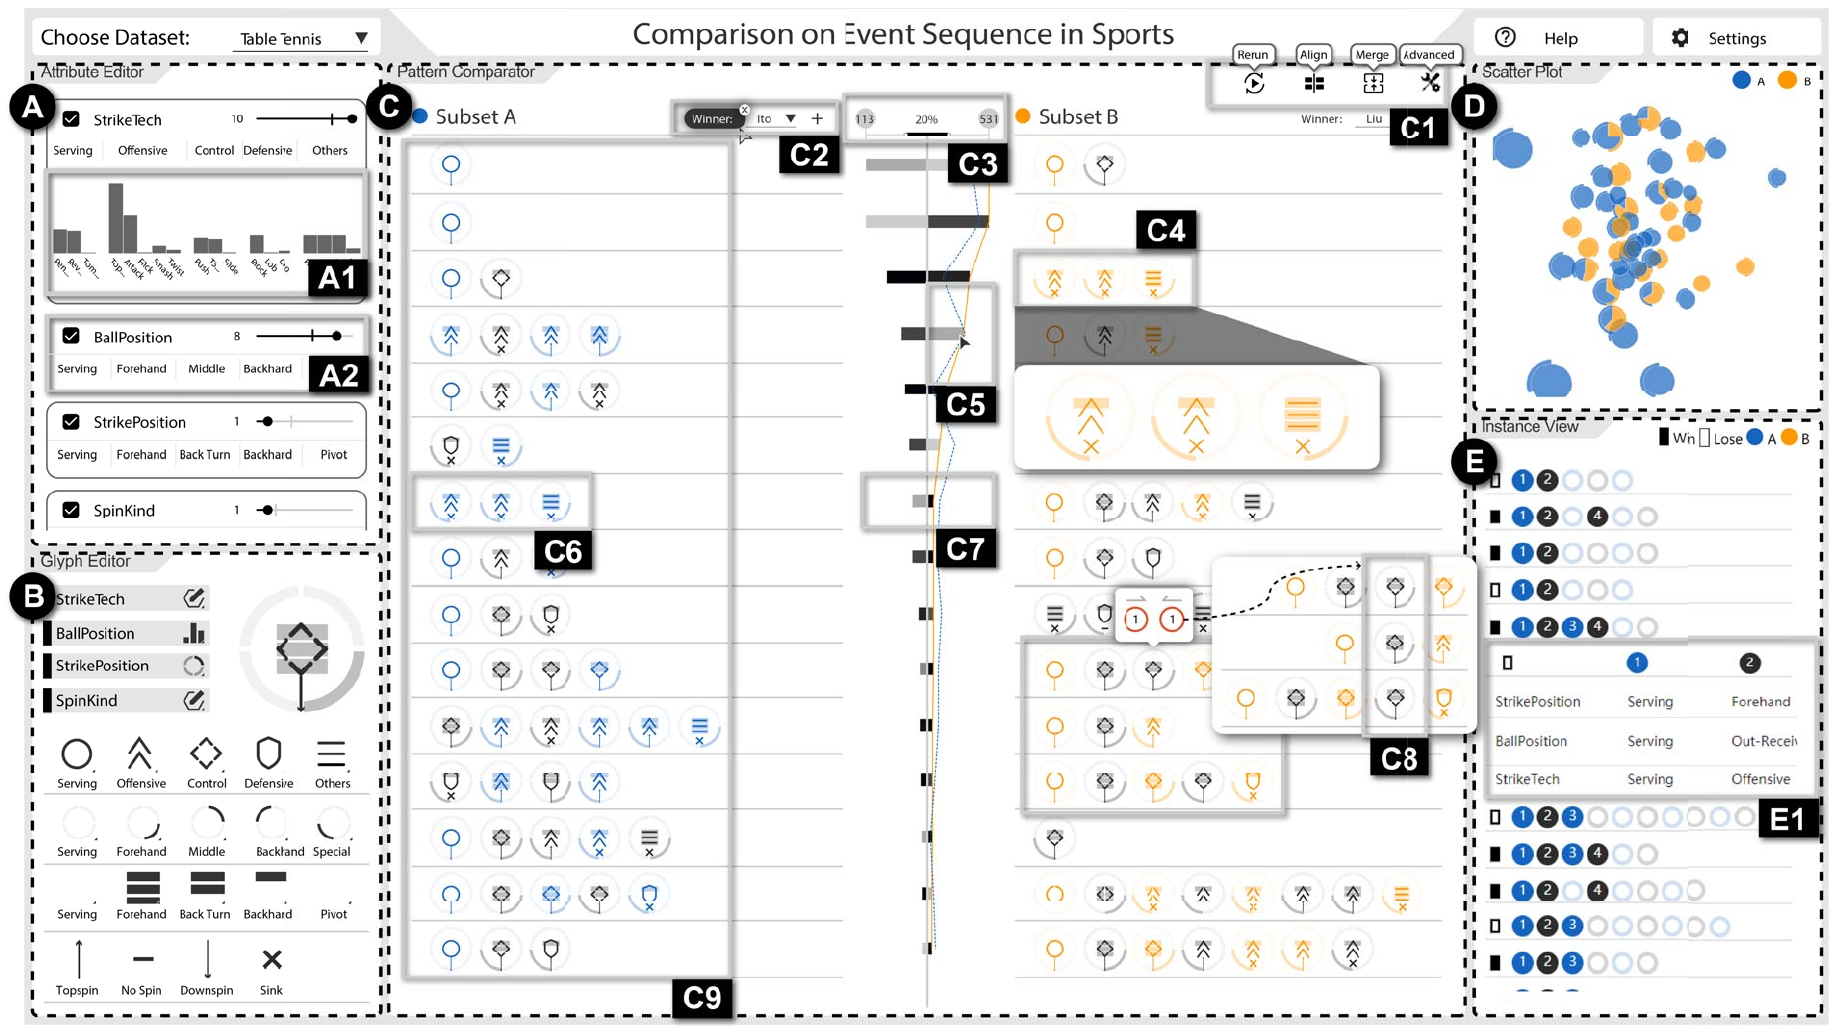 Choose Dataset:
Table Tennis
Comparison on Event Sequence in Sports
Help
Settings
Rerun
Align
Merge
Advanced
A
Attribute Editor
StrikeTech
10
Serving
Offensive
Control
Defensive
Others
Pen...
Rev...
Top...
Attack
Flick
Smash
Twist
Push
Block
Lob
A1
BallPosition
8
Serving
Forehand
Middle
Backhard
A2
StrikePosition
1
Serving
Forehand
Back Turn
Backhard
Pivot
SpinKind
1
B
Glyph Editor
StrikeTech
BallPosition
StrikePosition
SpinKind
Serving
Offensive
Control
Defensive
Others
Serving
Forehand
Middle
Backhand
Special
Serving
Forehand
Back Turn
Backhard
Pivot
Topspin
No Spin
Downspin
Sink
C
Pattern Comparator
Subset A
Winner:
x
Ito
+
C2
113
20%
531
C3
Subset B
Winner:
Liu
C1
C4
C5
C6
C7
1
1
C8
C9
D
Scatter Plot
A
B
E
Instance View
Win
Lose
A
B
1 2
1 2 4
1 2
1 2
1 2 3 4
1
2
StrikePosition
Serving
Forehand
BallPosition
Serving
Out-Receiv
StrikeTech
Serving
Offensive
E1
1 2 3
1 2 3 4
1 2 4
1 2 3
1 2 3